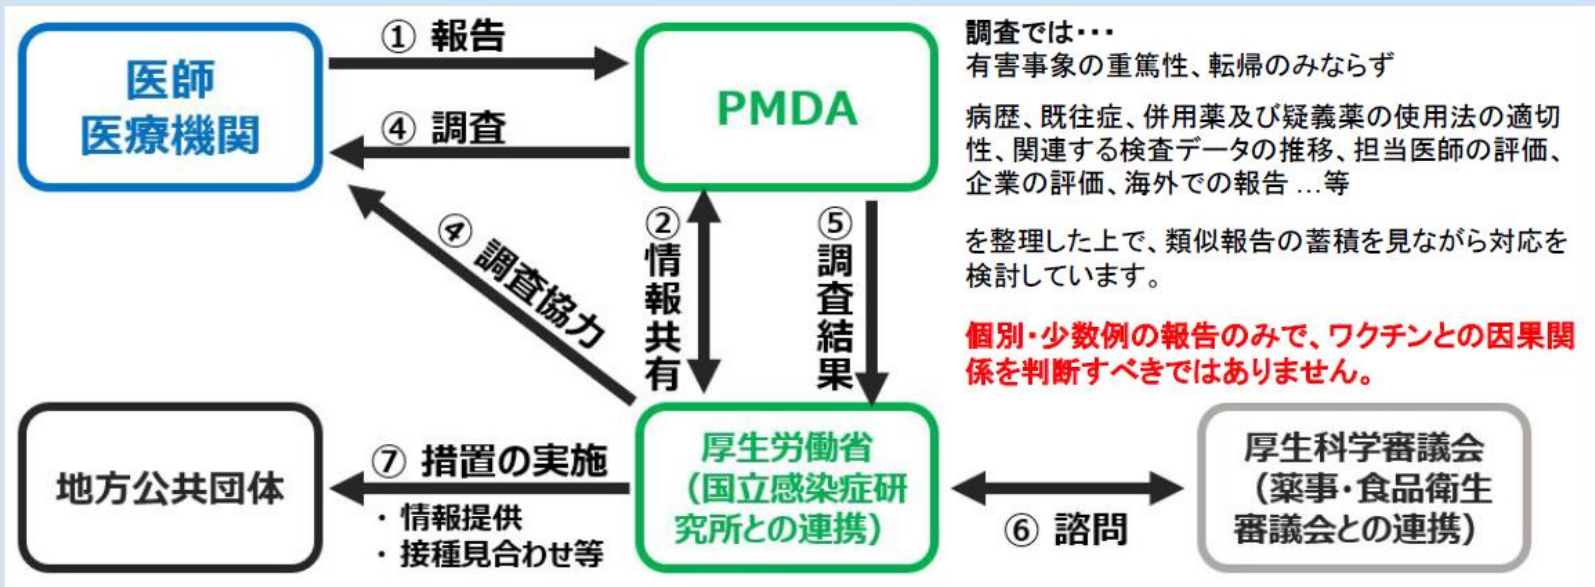 医師
医療機関
① 報告
④ 調査
PMDA
④ 調査協力
②情報共有
⑤調査結果
調査では・・・
有害事象の重篤性、転帰のみならず
病歴、既往症、併用薬及び疑義薬の使用法の適切
性、関連する検査データの推移、担当医師の評価、
企業の評価、海外での報告 …等
を整理した上で、類似報告の蓄積を見ながら対応を
検討しています。
個別・少数例の報告のみで、ワクチンとの因果関
係を判断すべきではありません。
地方公共団体
⑦ 措置の実施
・ 情報提供
・ 接種見合わせ等
厚生労働省
（国立感染症研
究所との連携）
⑥ 諮問
厚生科学審議会
（薬事・食品衛生
審議会との連携）